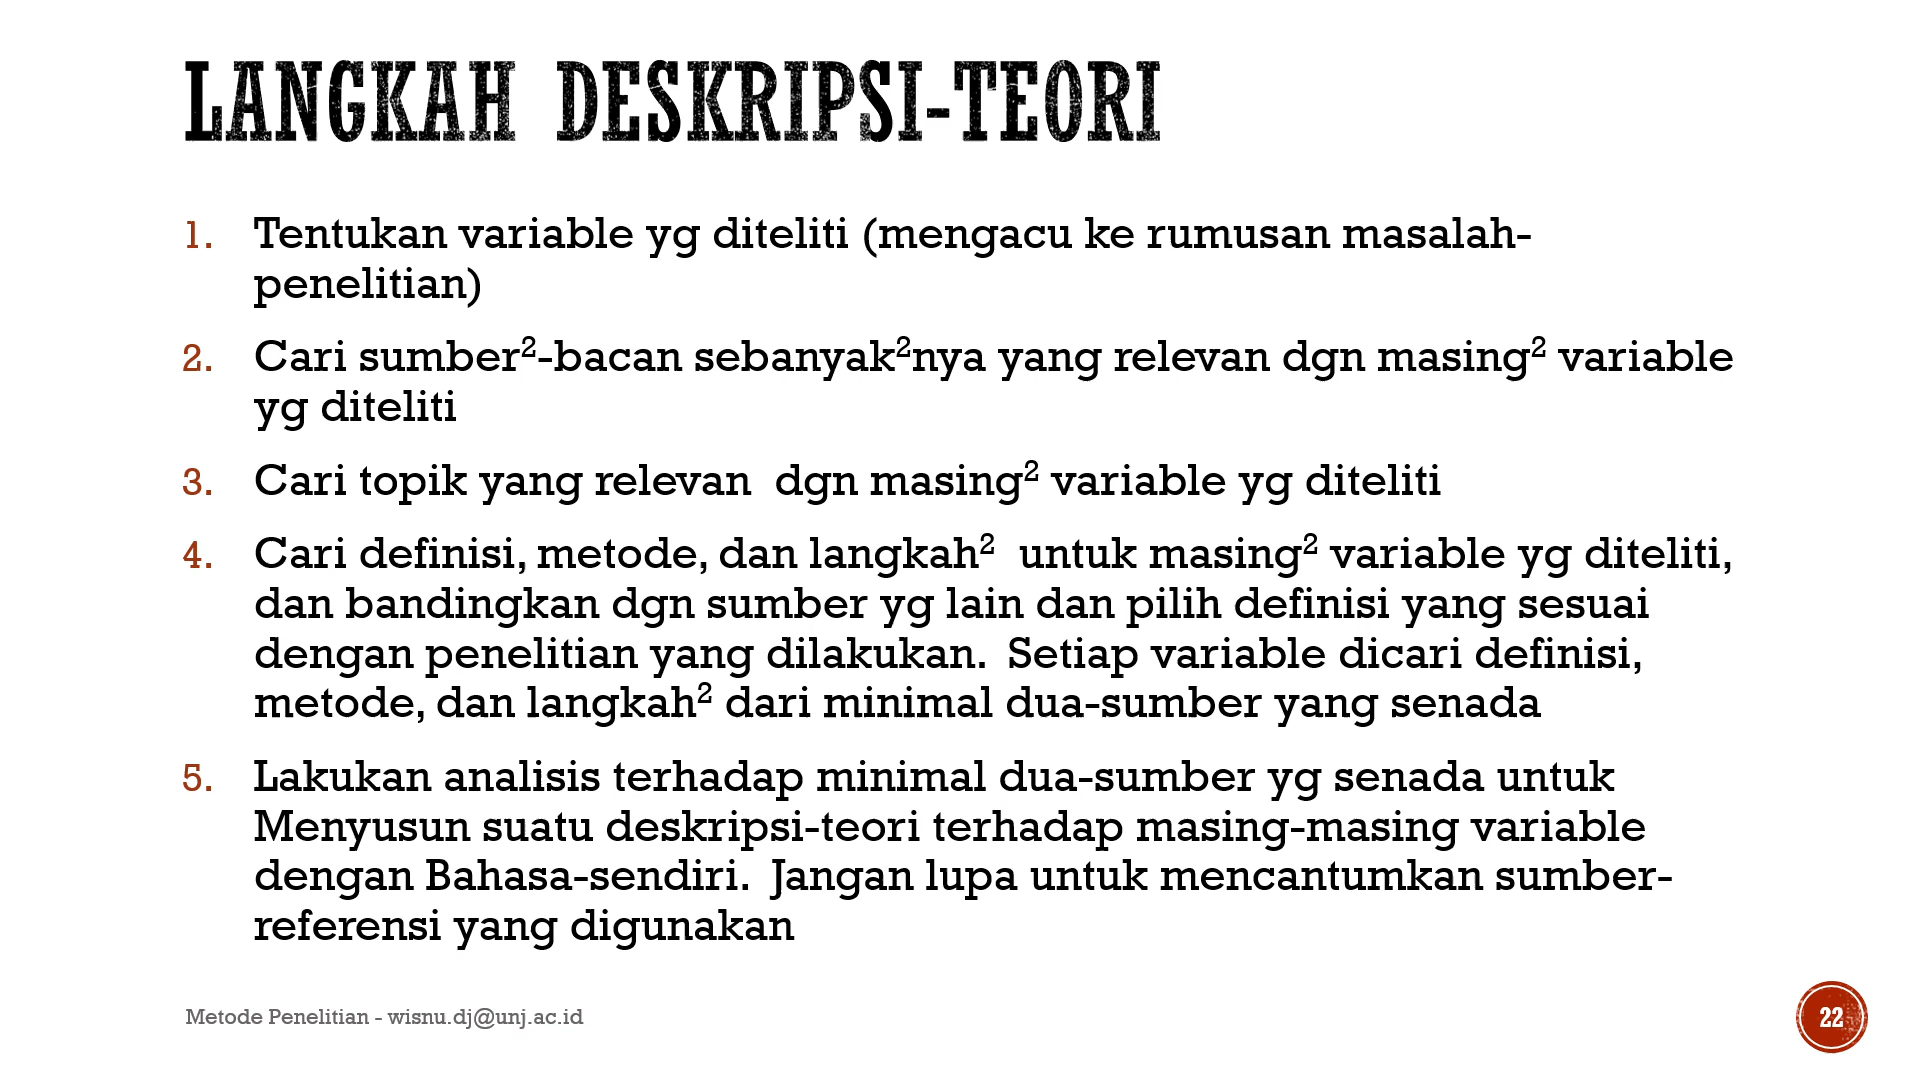 LANGKAH DESKRIPSI-TEORI
1. Tentukan variable yg diteliti (mengacu ke rumusan masalah-
penelitian)
2. Cari sumber²-bacan sebanyak²nya yang relevan dgn masing² variable
yg diteliti
3. Cari topik yang relevan  dgn masing² variable yg diteliti
4. Cari definisi, metode, dan langkah²  untuk masing² variable yg diteliti,
dan bandingkan dgn sumber yg lain dan pilih definisi yang sesuai
dengan penelitian yang dilakukan.  Setiap variable dicari definisi,
metode, dan langkah² dari minimal dua-sumber yang senada
5. Lakukan analisis terhadap minimal dua-sumber yg senada untuk
Menyusun suatu deskripsi-teori terhadap masing-masing variable
dengan Bahasa-sendiri.  Jangan lupa untuk mencantumkan sumber-
referensi yang digunakan
Metode Penelitian - wisnu.dj@unj.ac.id
22